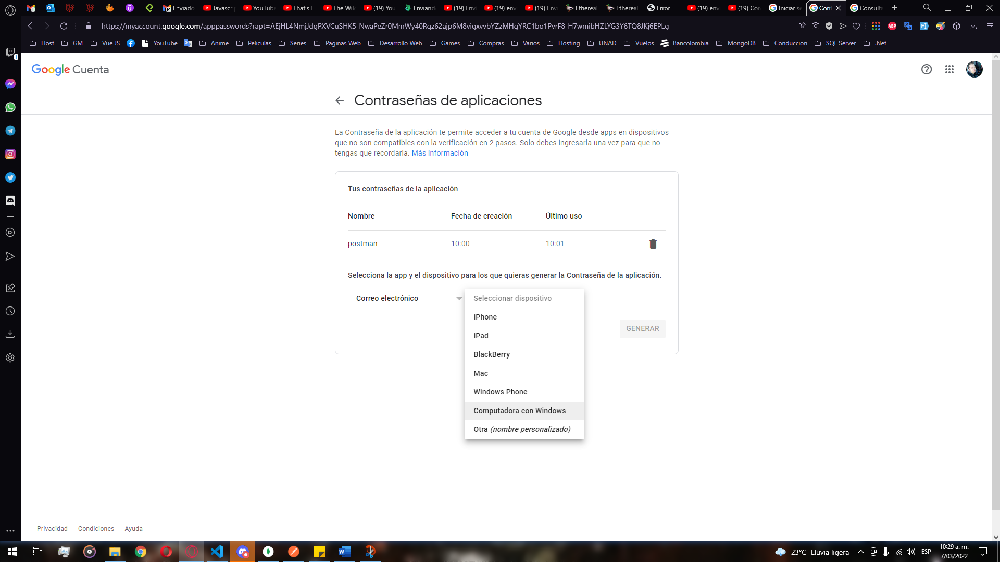 0
Enviado
Javascri
YouTube
That's Li
The Wil
(19) You
Enviand
(19) Env
(19) env
(19) Env
Ethereal
Ethereal
Error
(19) env
(19) Con
Iniciar se
Cont
Consulta
https://myaccount.google.com/apppasswords?rapt=AEjHL4NmjJdgPXVCuSHK5-NwaPeZr0MmWy40Rqz62ajp6M8vigxvvbYZzMHgYRC1bo1PvrF8-H7wmibHZLYG3Y6TQ8JKj6EPLg
ABP
Host
GM
Vue JS
YouTube
Anime
Peliculas
Series
Paginas Web
Desarrollo Web
Games
Compras
Varios
Hosting
UNAD
Vuelos
Bancolombia
MongoDB
Conduccion
SQL Server
.Net
1
Google Cuenta
Contraseñas de aplicaciones
La Contraseña de la aplicación te permite acceder a tu cuenta de Google desde apps en dispositivos
que no son compatibles con la verificación en 2 pasos. Solo debes ingresarla una vez para que no
tengas que recordarla. Más información
Tus contraseñas de la aplicación
Nombre
Fecha de creación
Último uso
postman
10:00
10:01
Selecciona la app y el dispositivo para los que quieras generar la Contraseña de la aplicación.
Correo electrónico
Seleccionar dispositivo
iPhone
iPad
BlackBerry
Mac
Windows Phone
Computadora con Windows
Otra (nombre personalizado)
GENERAR
Privacidad
Condiciones
Ayuda
23°C Lluvia ligera
ESP
10:29 a. m.
7/03/2022